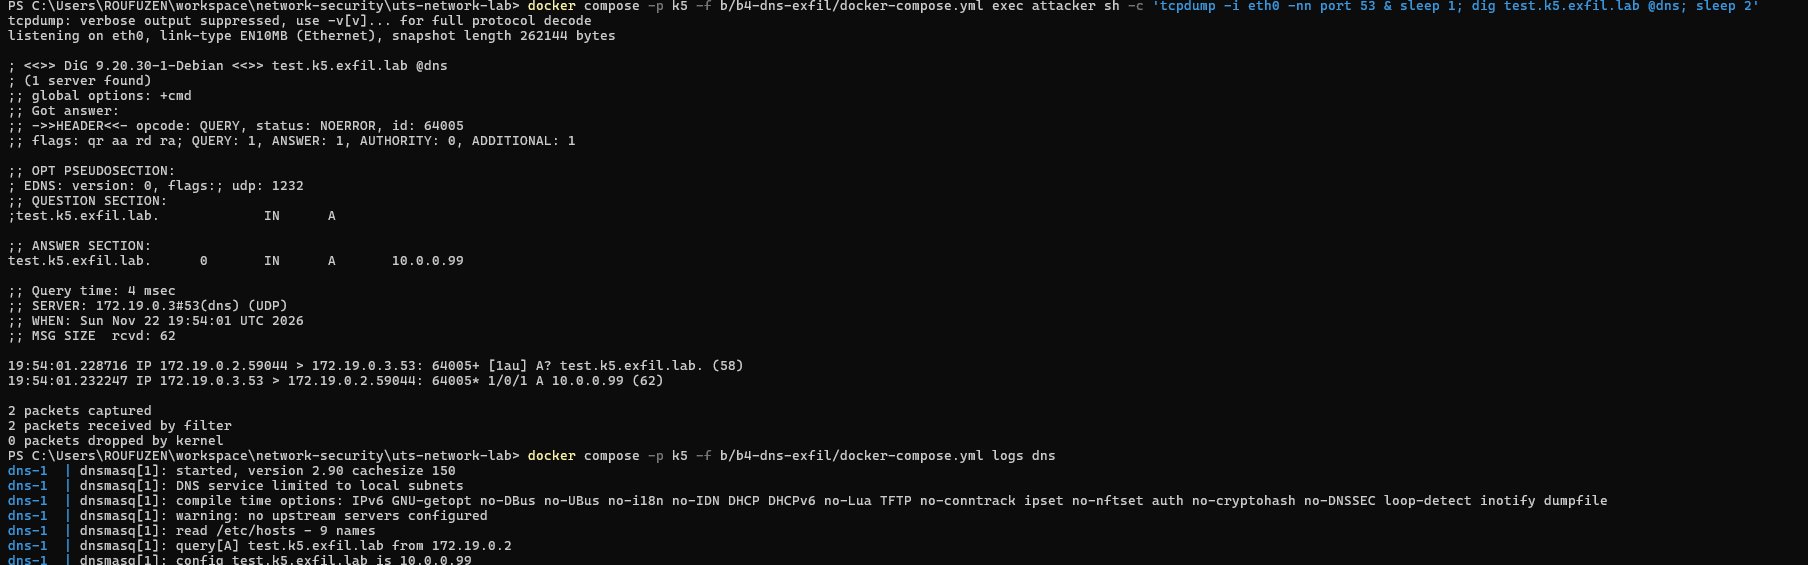 PS C:\Users\ROUFUZEN\workspace\network-security\uts-network-lab> docker compose -p k5 -f b/b4-dns-exfil/docker-compose.yml exec attacker sh -c 'tcpdump -i eth0 -nn port 53 & sleep 1; dig test.k5.exfil.lab @dns; sleep 2'
tcpdump: verbose output suppressed, use -v[v]... for full protocol decode
listening on eth0, link-type EN10MB (Ethernet), snapshot length 262144 bytes

; <<>> DiG 9.20.30-1-Debian <<>> test.k5.exfil.lab @dns
; (1 server found)
;; global options: +cmd
;; Got answer:
;; ->>HEADER<<- opcode: QUERY, status: NOERROR, id: 64005
;; flags: qr aa rd ra; QUERY: 1, ANSWER: 1, AUTHORITY: 0, ADDITIONAL: 1

;; OPT PSEUDOSECTION:
; EDNS: version: 0, flags:; udp: 1232
;; QUESTION SECTION:
;test.k5.exfil.lab.             IN      A

;; ANSWER SECTION:
test.k5.exfil.lab.      0       IN      A       10.0.0.99

;; Query time: 4 msec
;; SERVER: 172.19.0.3#53(dns) (UDP)
;; WHEN: Sun Nov 22 19:54:01 UTC 2026
;; MSG SIZE  rcvd: 62

19:54:01.228716 IP 172.19.0.2.59044 > 172.19.0.3.53: 64005+ [1au] A? test.k5.exfil.lab. (58)
19:54:01.232247 IP 172.19.0.3.53 > 172.19.0.2.59044: 64005* 1/0/1 A 10.0.0.99 (62)

2 packets captured
2 packets received by filter
0 packets dropped by kernel
PS C:\Users\ROUFUZEN\workspace\network-security\uts-network-lab> docker compose -p k5 -f b/b4-dns-exfil/docker-compose.yml logs dns
dns-1  | dnsmasq[1]: started, version 2.90 cachesize 150
dns-1  | dnsmasq[1]: DNS service limited to local subnets
dns-1  | dnsmasq[1]: compile time options: IPv6 GNU-getopt no-DBus no-UBus no-i18n no-IDN DHCP DHCPv6 no-Lua TFTP no-conntrack ipset no-nftset auth no-cryptohash no-DNSSEC loop-detect inotify dumpfile
dns-1  | dnsmasq[1]: warning: no upstream servers configured
dns-1  | dnsmasq[1]: read /etc/hosts - 9 names
dns-1  | dnsmasq[1]: query[A] test.k5.exfil.lab from 172.19.0.2
dns-1  | dnsmasq[1]: config test.k5.exfil.lab is 10.0.0.99